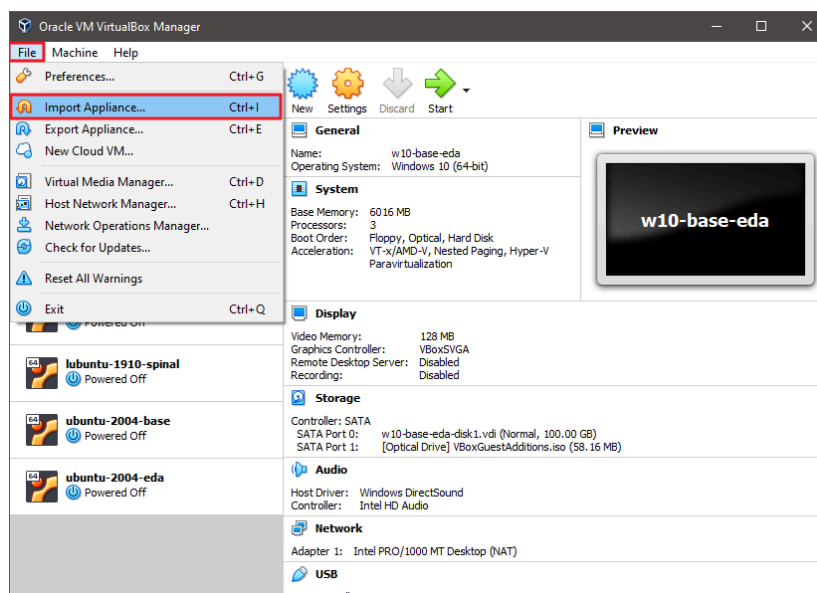 Oracle VM VirtualBox Manager
File Machine Help
Preferences... Ctrl+G
Import Appliance... Ctrl+I
Export Appliance... Ctrl+E
New Cloud VM...
Virtual Media Manager... Ctrl+D
Host Network Manager... Ctrl+H
Network Operations Manager...
Check for Updates...
Reset All Warnings
Exit Ctrl+Q
Powered Off
64
lubuntu-1910-spinal
Powered Off
64
ubuntu-2004-base
Powered Off
64
ubuntu-2004-eda
Powered Off
New Settings Discard Start
General
Name: w10-base-eda
Operating System: Windows 10 (64-bit)
System
Base Memory: 6016 MB
Processors: 3
Boot Order: Floppy, Optical, Hard Disk
Acceleration: VT-x/AMD-V, Nested Paging, Hyper-V
Paravirtualization
Preview
w10-base-eda
Display
Video Memory: 128 MB
Graphics Controller: VBoxSVGA
Remote Desktop Server: Disabled
Recording: Disabled
Storage
Controller: SATA
SATA Port 0: w10-base-eda-disk1.vdi (Normal, 100.00 GB)
SATA Port 1: [Optical Drive] VBoxGuestAdditions.iso (58.16 MB)
Audio
Host Driver: Windows DirectSound
Controller: Intel HD Audio
Network
Adapter 1: Intel PRO/1000 MT Desktop (NAT)
USB